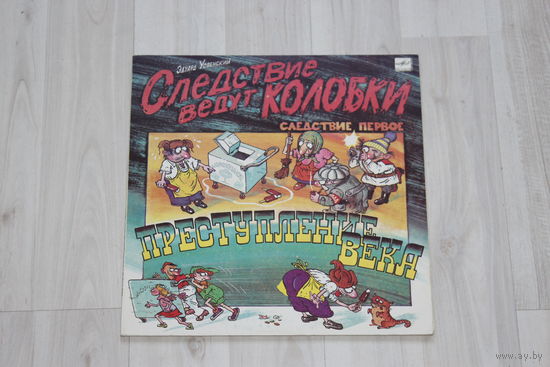 Эдуард Успенский
Следствие
ведут КОЛОБКИ
СЛЕДСТВИЕ ПЕРВОЕ
ПРЕСТУПЛЕНИЕ
ВЕКА
www.ay.by